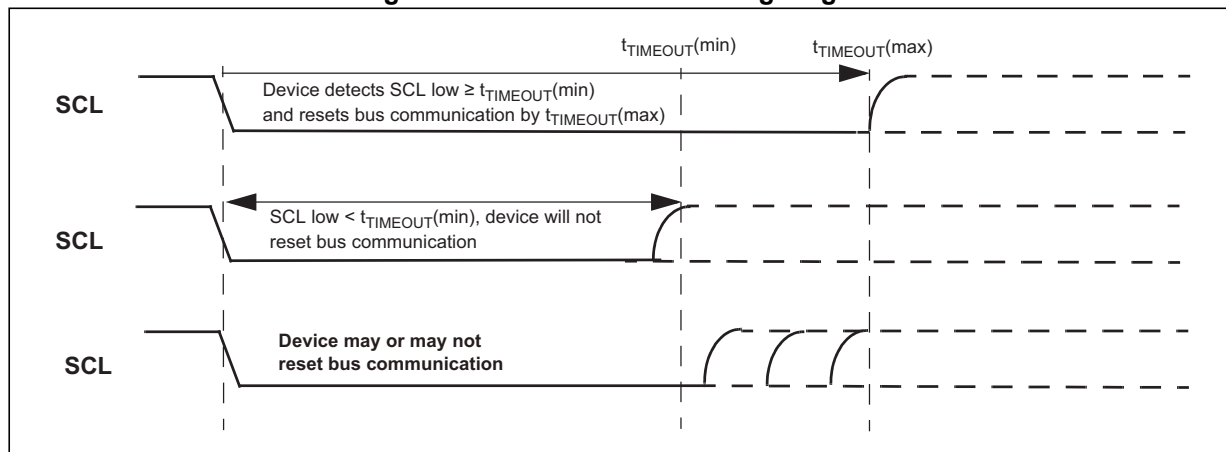 t_TIMEOUT(min) t_TIMEOUT(max)
SCL
Device detects SCL low ≥ t_TIMEOUT(min)
and resets bus communication by t_TIMEOUT(max)
SCL
SCL low < t_TIMEOUT(min), device will not
reset bus communication
SCL
Device may or may not
reset bus communication